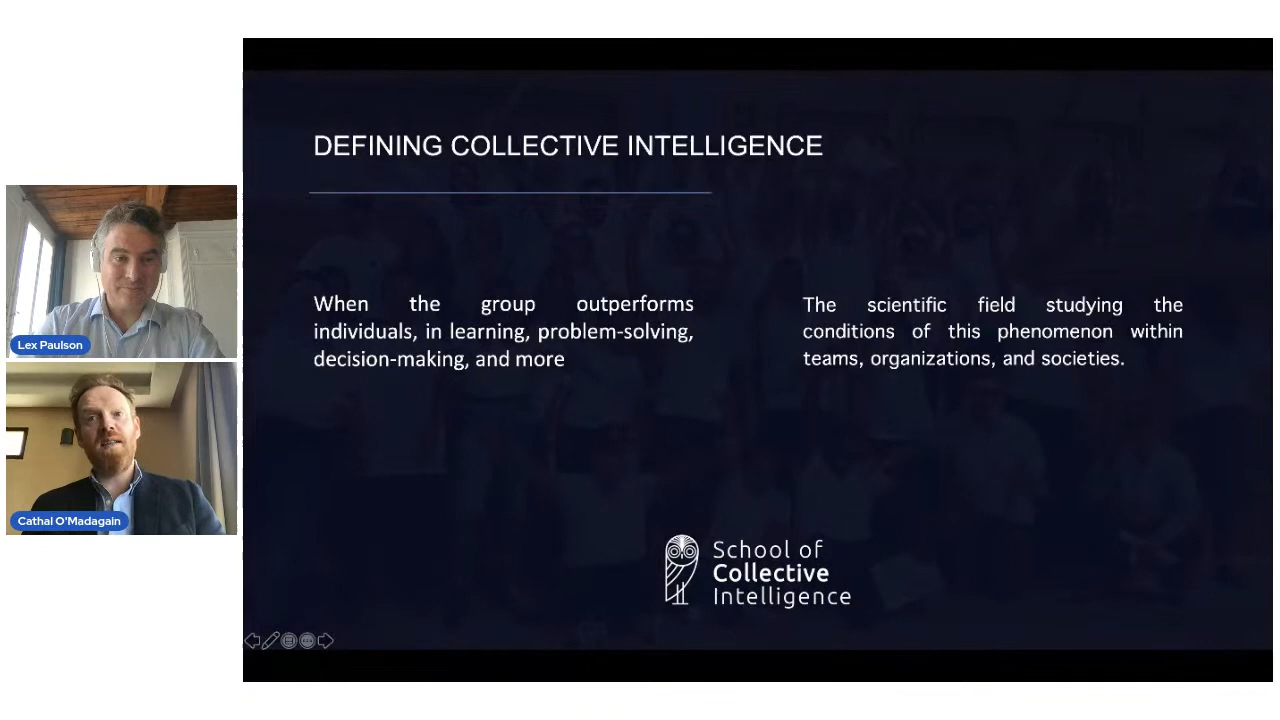 DEFINING COLLECTIVE INTELLIGENCE
When the group outperforms
individuals, in learning, problem-solving,
decision-making, and more
The scientific field studying the
conditions of this phenomenon within
teams, organizations, and societies.
Lex Paulson
Cathal O'Madagain
School of
Collective
Intelligence